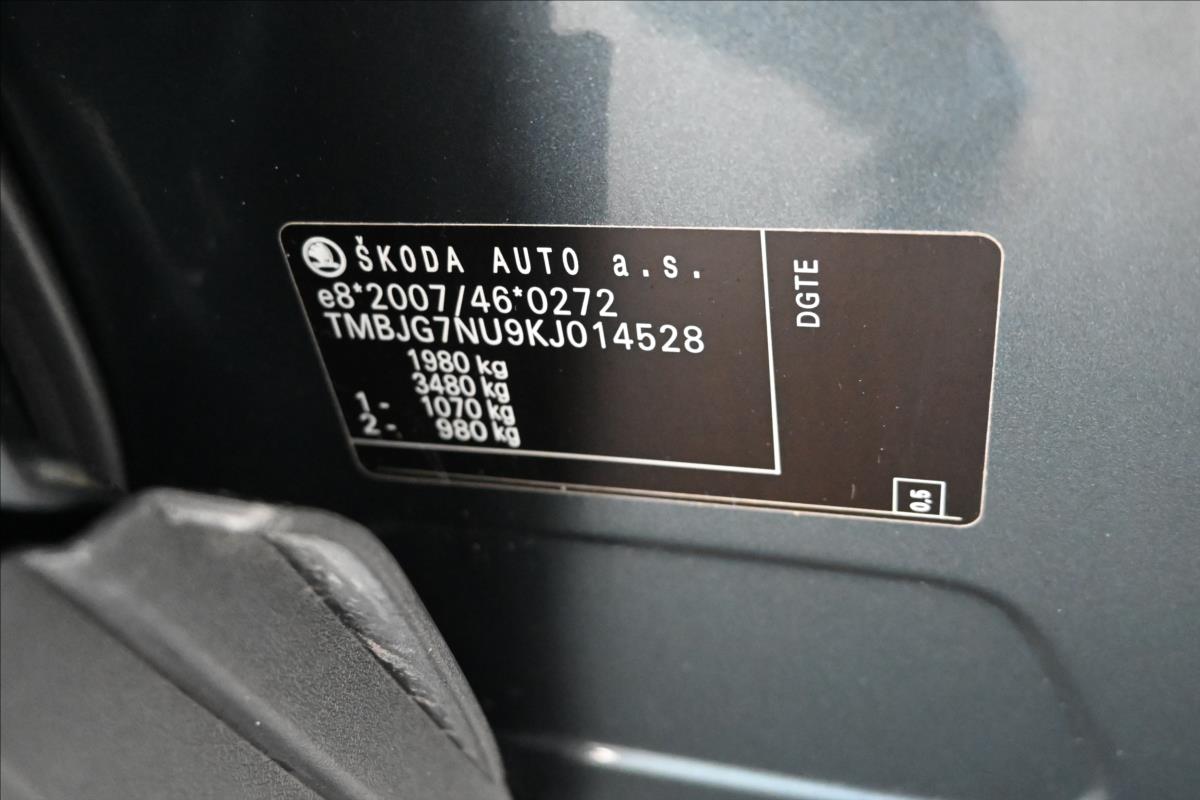 ŠKODA AUTO a.s.
e8*2007/46*0272
TMBJG7NU9KJ014528
1980 kg
3480 kg
1- 1070 kg
2- 980 kg
DGTE
0,5